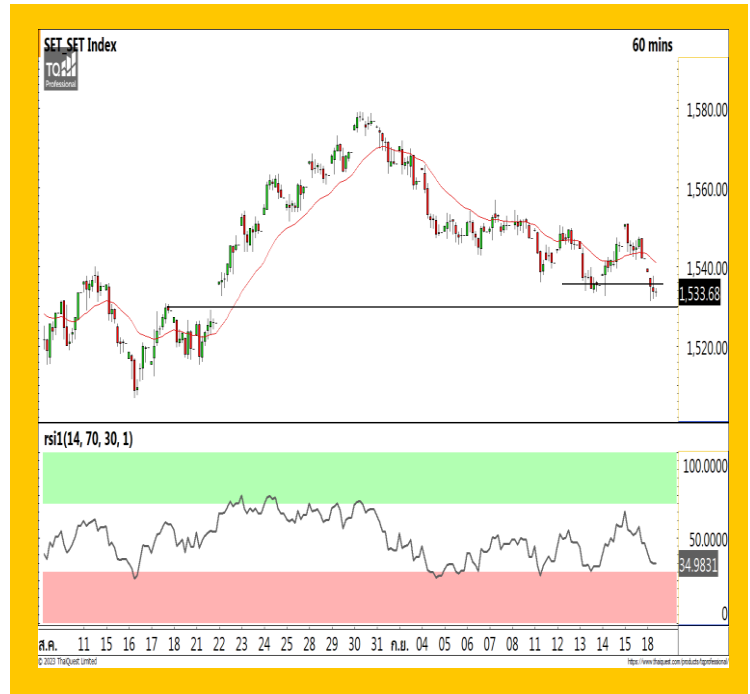 SET_SET Index 60 mins
TQ
Professional
1,580.00
1,560.00
1,540.00
1,533.68
1,520.00
rsi1(14, 70, 30, 1)
100.0000
50.0000
34.9831
0
ส.ค. 11 15 16 17 18 21 22 23 24 25 28 29 30 31 ก.ย. 04 05 06 07 08 11 12 13 14 15 18
© 2023 ThaiQuest Limited https://www.thaiquest.com/products/tqprofessional/